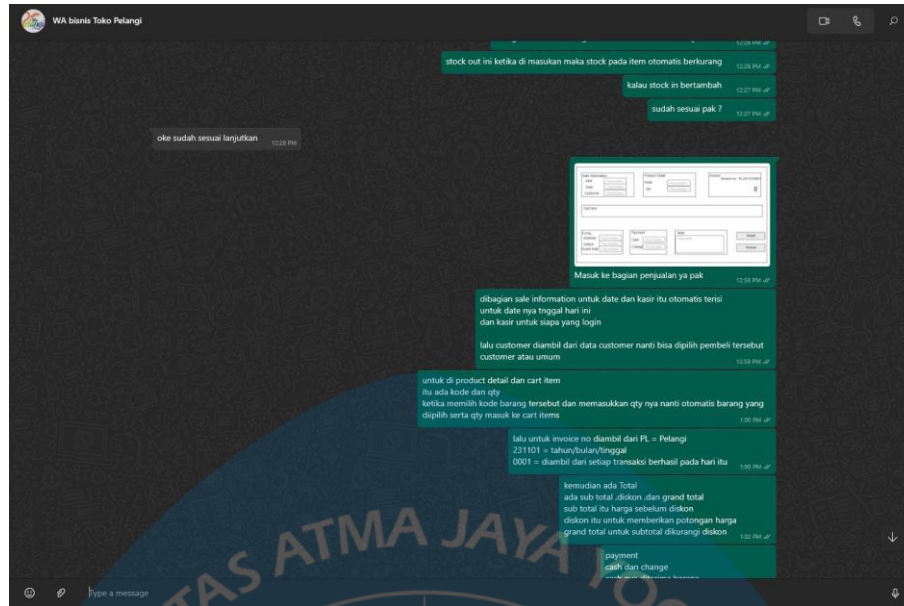 WA bisnis Toko Pelangi
12:26 PM
stock out ini ketika di masukan maka stock pada item otomatis berkurang
12:26 PM
kalau stock in bertambah
12:27 PM
sudah sesuai pak ?
12:27 PM
oke sudah sesuai lanjutkan
12:28 PM
Masuk ke bagian penjualan ya pak
12:58 PM
dibagian sale information untuk date dan kasir itu otomatis terisi
untuk date nya tnggal hari ini
dan kasir untuk siapa yang login
lalu customer diambil dari data customer nanti bisa dipilih pembeli tersebut
customer atau umum
12:59 PM
untuk di product detail dan cart item
itu ada kode dan qty
ketika memilih kode barang tersebut dan memasukkan qty nya nanti otomatis barang yang
diipilih serta qty masuk ke cart items
1:00 PM
lalu untuk invoice no diambil dari PL = Pelangi
231101 = tahun/bulan/tinggal
0001 = diambil dari setiap transaksi berhasil pada hari itu
1:00 PM
kemudian ada Total
ada sub total ,diskon ,dan grand total
sub total itu harga sebelum diskon
diskon itu untuk memberikan potongan harga
grand total untuk subtotal dikurangi diskon
1:02 PM
payment
cash dan change
TAS ATMA JAYA YO
Type a message